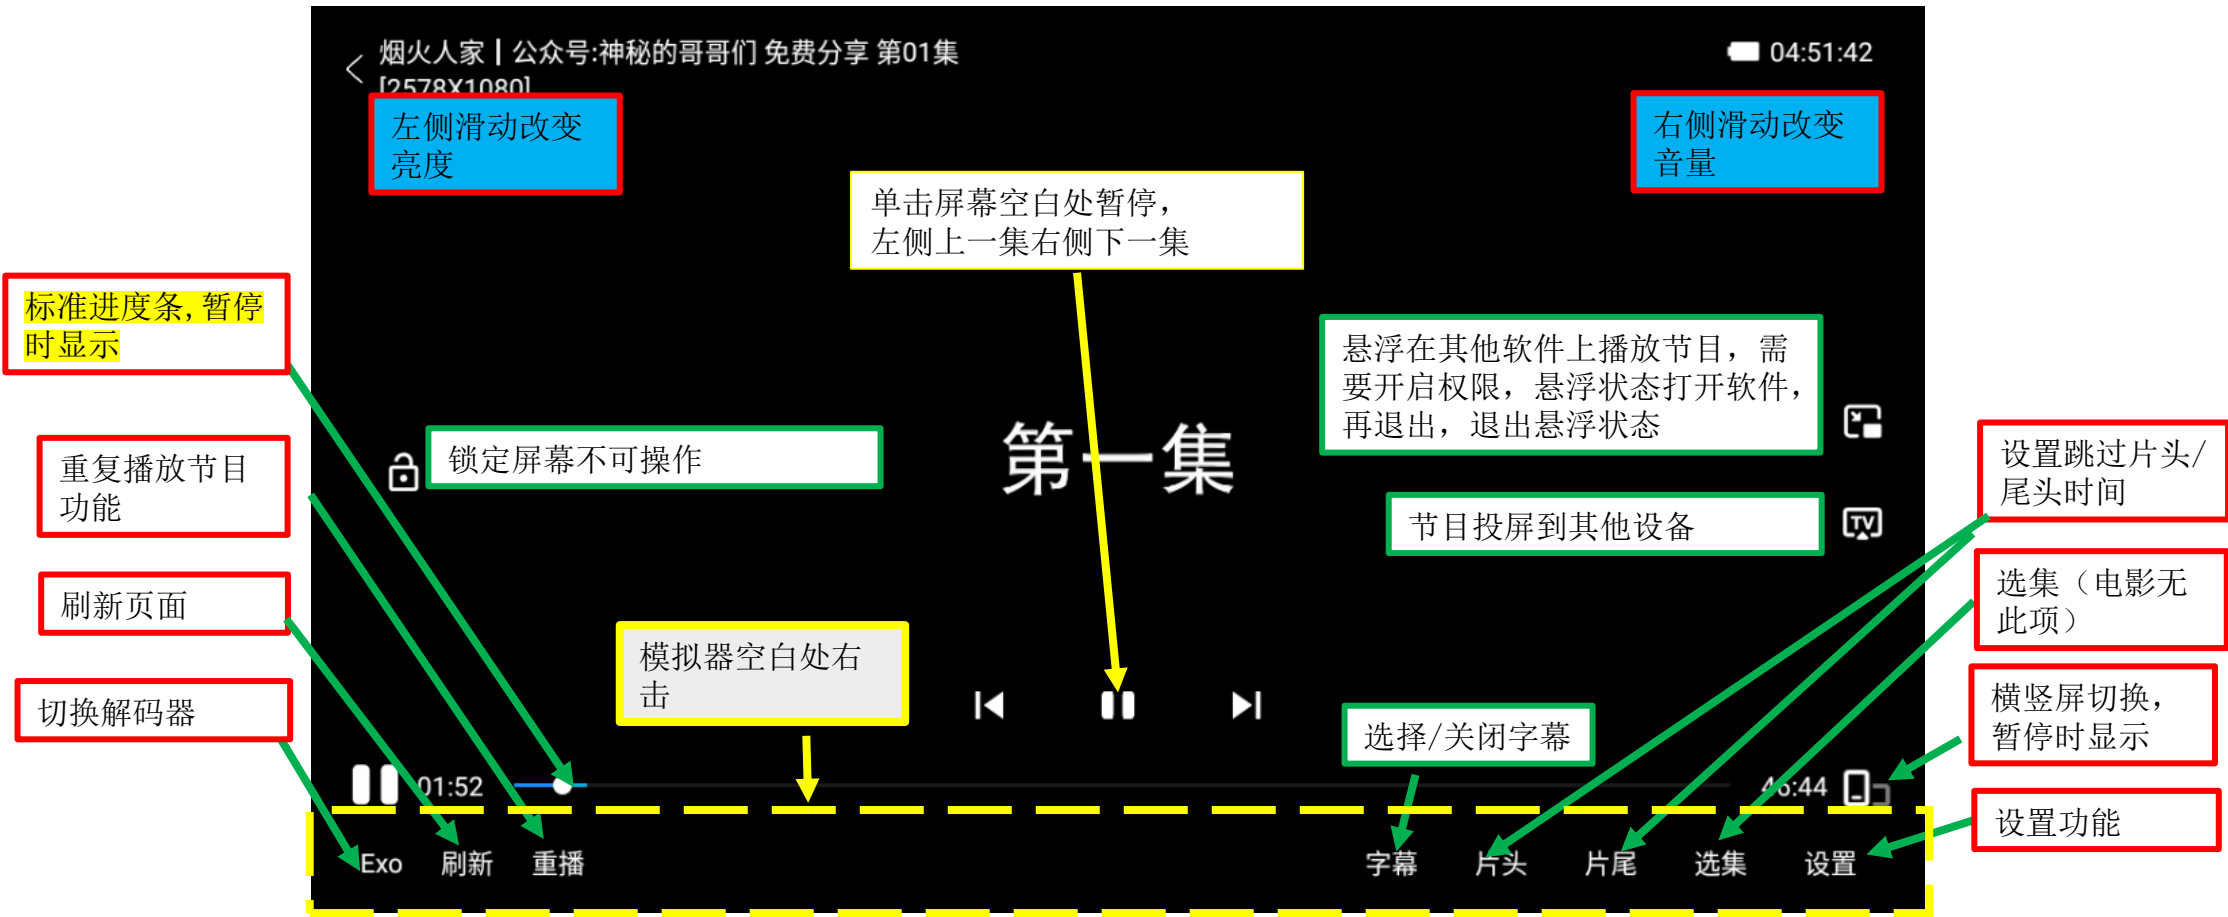 烟火人家 | 公众号:神秘的哥哥们 免费分享 第01集
[2578X1080]
04:51:42
左侧滑动改变
亮度
右侧滑动改变
音量
单击屏幕空白处暂停，
左侧上一集右侧下一集
标准进度条,暂停
时显示
悬浮在其他软件上播放节目，需
要开启权限，悬浮状态打开软件，
再退出，退出悬浮状态
重复播放节目
功能
锁定屏幕不可操作
第一集
设置跳过片头/
尾头时间
节目投屏到其他设备
TV
刷新页面
选集（电影无
此项）
模拟器空白处右
击
切换解码器
选择/关闭字幕
横竖屏切换，
暂停时显示
01:52
46:44
设置功能
Exo
刷新
重播
字幕
片头
片尾
选集
设置